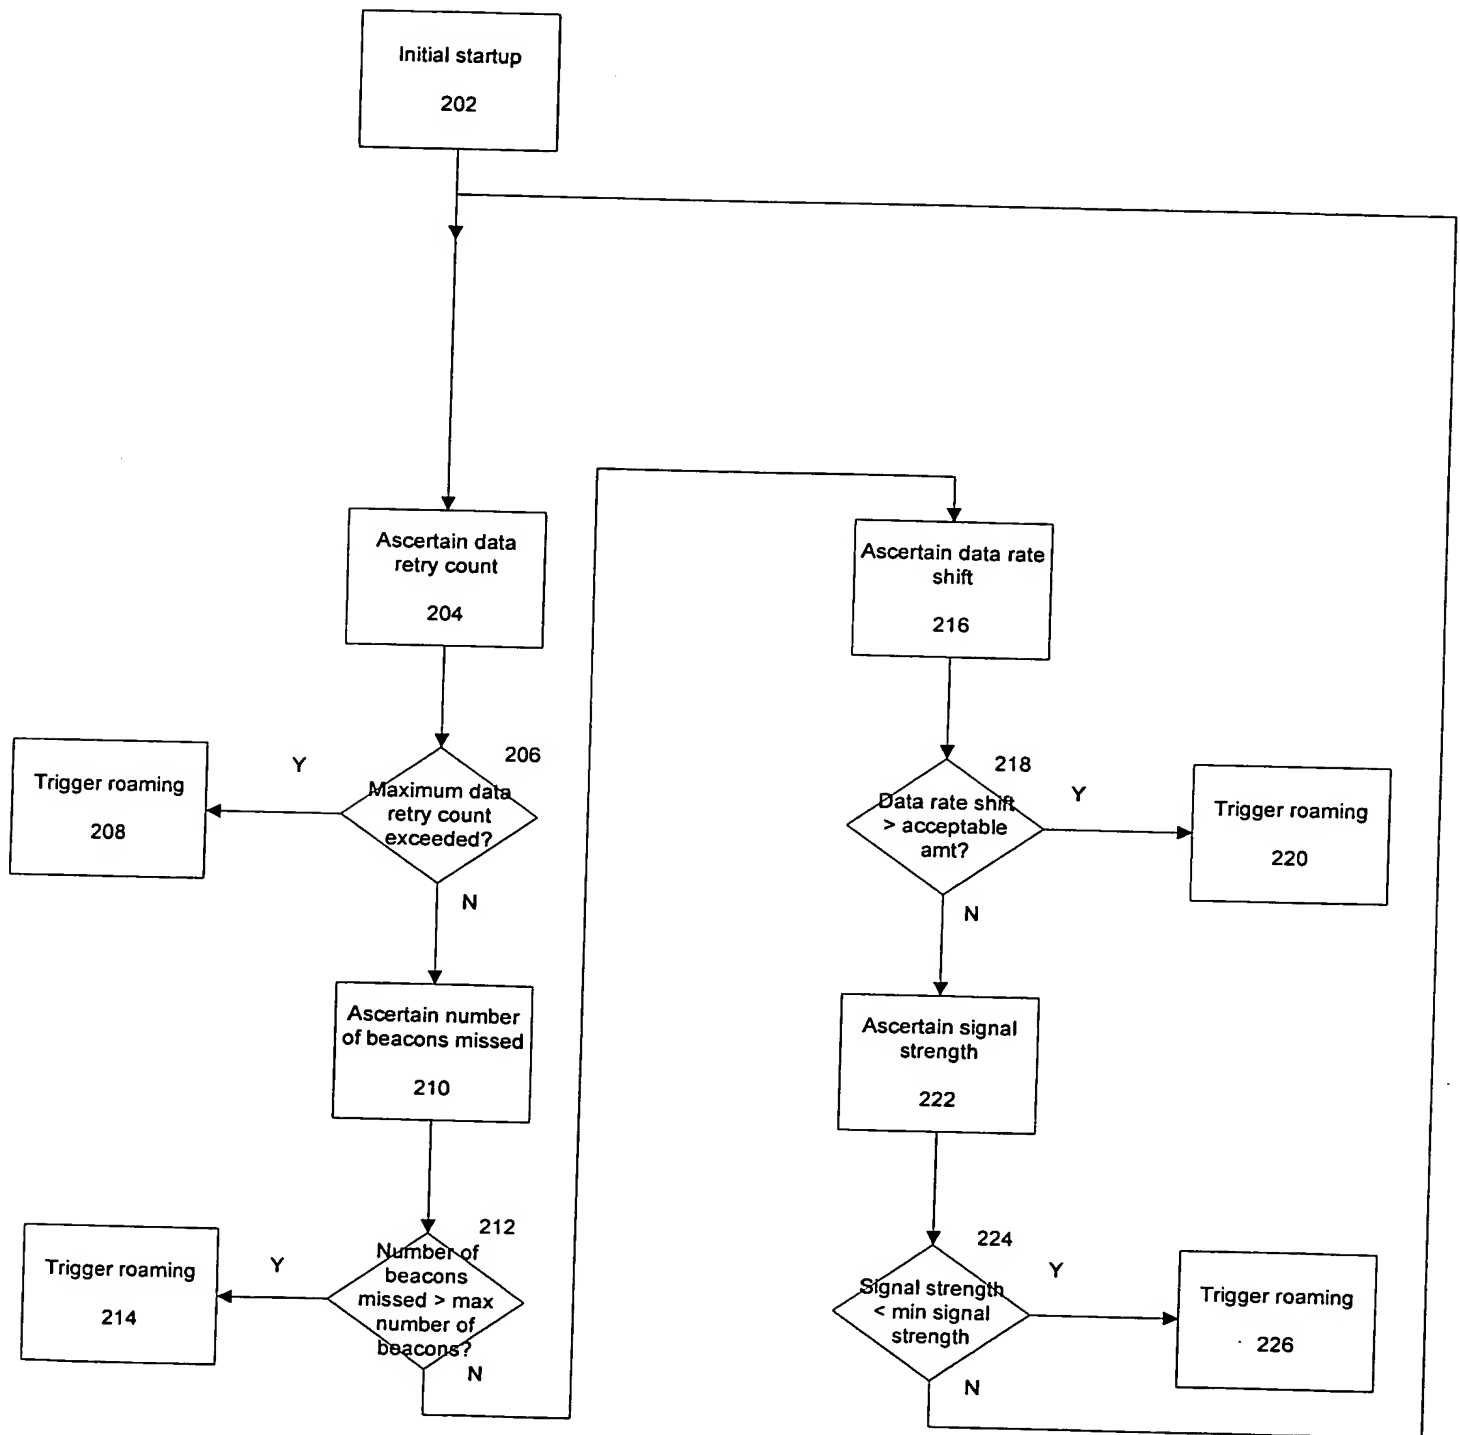 Initial startup
202
Ascertain data
retry count
204
206
Maximum data
retry count
exceeded?
Y
Trigger roaming
208
N
Ascertain number
of beacons missed
210
212
Number of
beacons
missed > max
number of
beacons?
Y
Trigger roaming
214
N
Ascertain data rate
shift
216
218
Data rate shift
> acceptable
amt?
Y
Trigger roaming
220
N
Ascertain signal
strength
222
224
Signal strength
< min signal
strength
Y
Trigger roaming
226
N